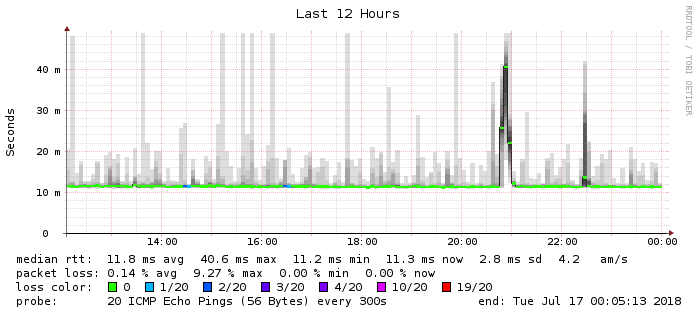 Last 12 Hours
RRDTOOL / TOBI OETIKER
Seconds
40 m
30 m
20 m
10 m
0
14:00 16:00 18:00 20:00 22:00 00:00
median rtt: 11.8 ms avg 40.6 ms max 11.2 ms min 11.3 ms now 2.8 ms sd 4.2 am/s
packet loss: 0.14 % avg 9.27 % max 0.00 % min 0.00 % now
loss color: 0 1/20 2/20 3/20 4/20 10/20 19/20
probe: 20 ICMP Echo Pings (56 Bytes) every 300s end: Tue Jul 17 00:05:13 2018